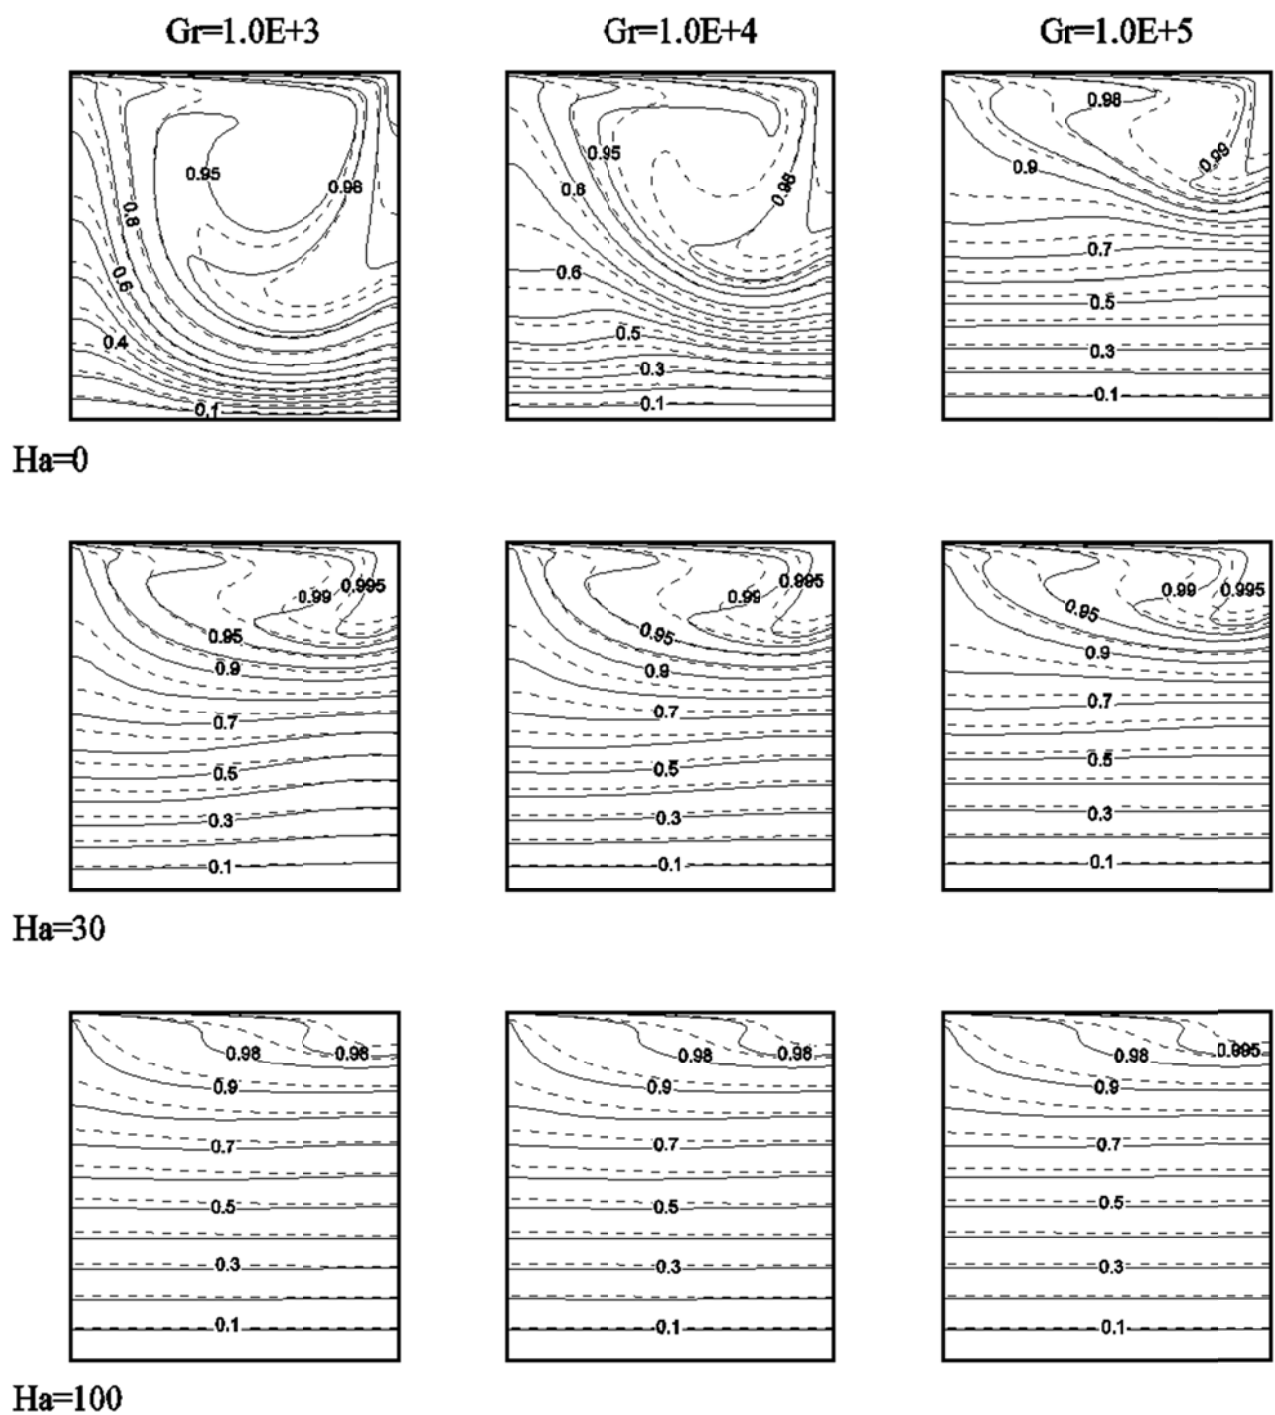 Gr=1.0E+3 Gr=1.0E+4 Gr=1.0E+5
0.95 0.98 0.8 0.6 0.4 0.1
0.95 0.8 0.98 0.6 0.5 0.3 0.1
0.98 0.99 0.9 0.7 0.5 0.3 0.1
Ha=0
0.995 0.99 0.95 0.9 0.7 0.5 0.3 0.1
0.995 0.99 0.95 0.9 0.7 0.5 0.3 0.1
0.99 0.995 0.95 0.9 0.7 0.5 0.3 0.1
Ha=30
0.98 0.98 0.9 0.7 0.5 0.3 0.1
0.98 0.98 0.9 0.7 0.5 0.3 0.1
0.98 0.995 0.9 0.7 0.5 0.3 0.1
Ha=100